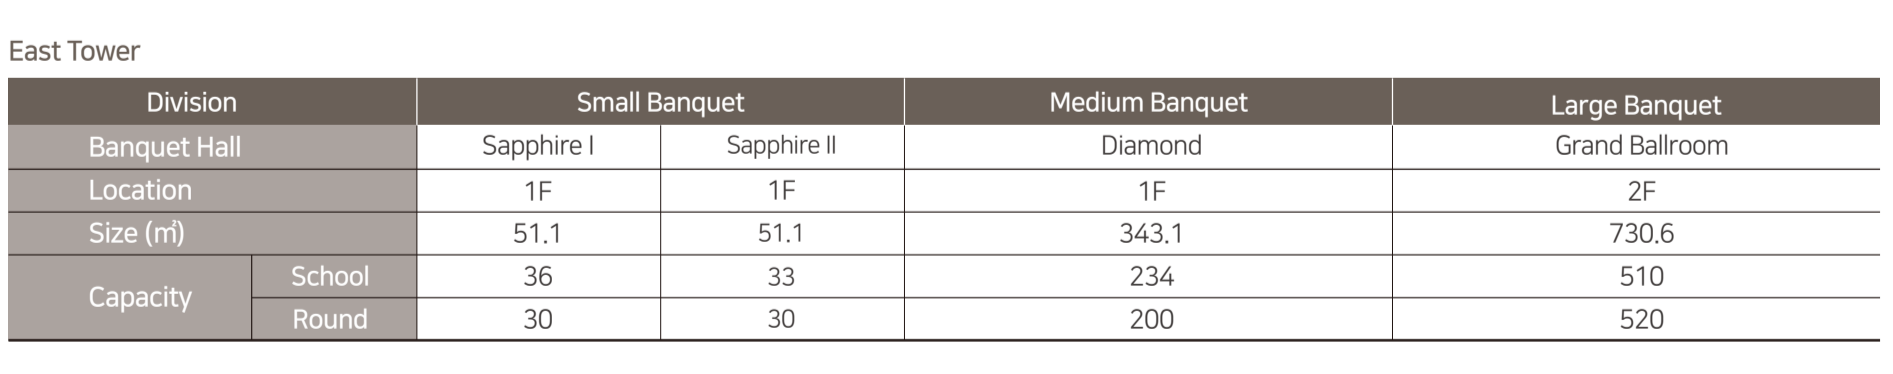 East Tower
Division Small Banquet Medium Banquet Large Banquet
Banquet Hall Sapphire I Sapphire II Diamond Grand Ballroom
Location 1F 1F 1F 2F
Size (㎡) 51.1 51.1 343.1 730.6
Capacity School 36 33 234 510
Round 30 30 200 520